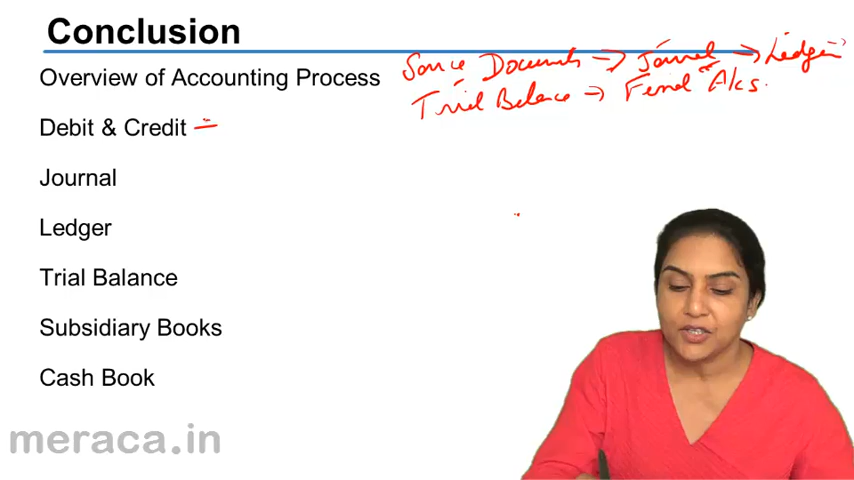 Conclusion
Source Documents → Journal → Ledger
Overview of Accounting Process
Trial Balance → Final A/cs.
Debit & Credit
Journal
Ledger
Trial Balance
Subsidiary Books
Cash Book
meraca.in